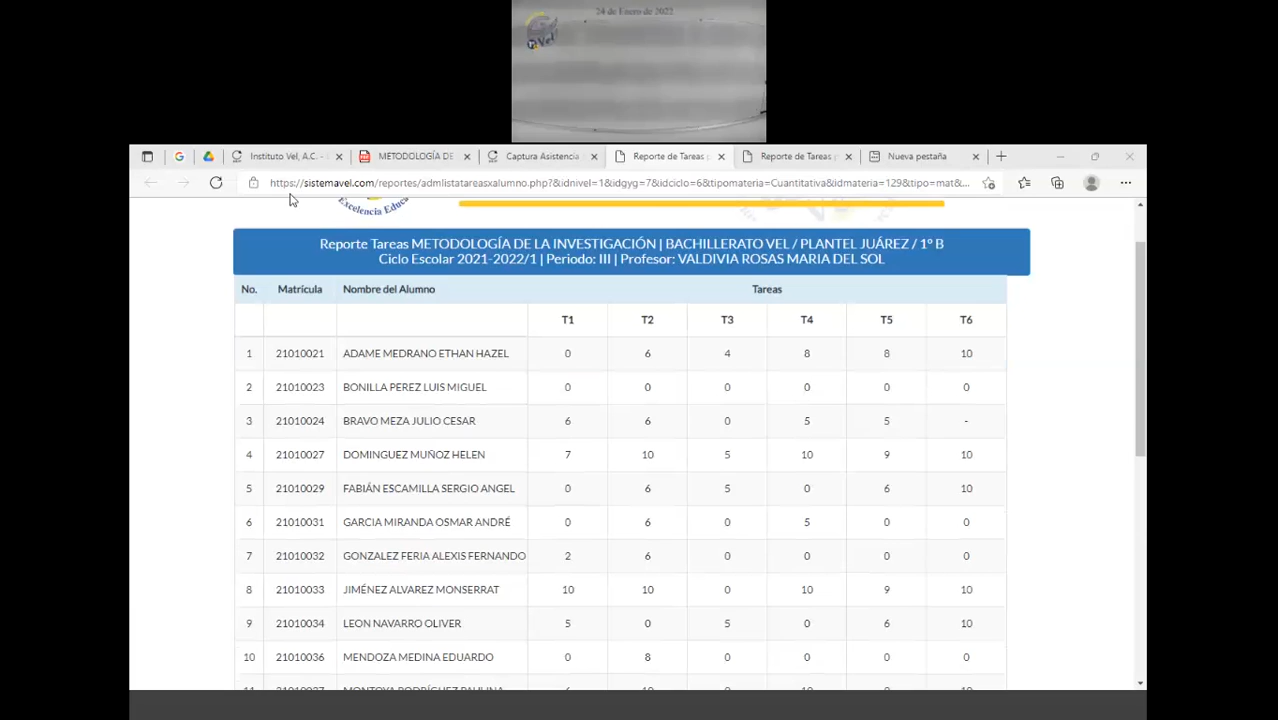 24 de Enero de 2022
Vel
Instituto Vel, A.C. -
METODOLOGÍA DE
Captura Asistencia
Reporte de Tareas
Reporte de Tareas
Nueva pestaña
https://sistemavel.com/reportes/admlistatareasxalumno.php?&idnivel=1&idgyg=7&idciclo=6&tipomateria=Cuantitativa&idmateria=129&tipo=mat&...
Excelencia Educa
Reporte Tareas METODOLOGÍA DE LA INVESTIGACIÓN | BACHILLERATO VEL / PLANTEL JUÁREZ / 1° B
Ciclo Escolar 2021-2022/1 | Periodo: III | Profesor: VALDIVIA ROSAS MARIA DEL SOL
No. Matrícula Nombre del Alumno Tareas
T1 T2 T3 T4 T5 T6
1 21010021 ADAME MEDRANO ETHAN HAZEL 0 6 4 8 8 10
2 21010023 BONILLA PEREZ LUIS MIGUEL 0 0 0 0 0 0
3 21010024 BRAVO MEZA JULIO CESAR 6 6 0 5 5 -
4 21010027 DOMINGUEZ MUÑOZ HELEN 7 10 5 10 9 10
5 21010029 FABIÁN ESCAMILLA SERGIO ANGEL 0 6 5 0 6 10
6 21010031 GARCIA MIRANDA OSMAR ANDRÉ 0 6 0 5 0 0
7 21010032 GONZALEZ FERIA ALEXIS FERNANDO 2 6 0 0 0 0
8 21010033 JIMÉNEZ ALVAREZ MONSERRAT 10 10 0 10 9 10
9 21010034 LEON NAVARRO OLIVER 5 0 5 0 6 10
10 21010036 MENDOZA MEDINA EDUARDO 0 8 0 0 0 0